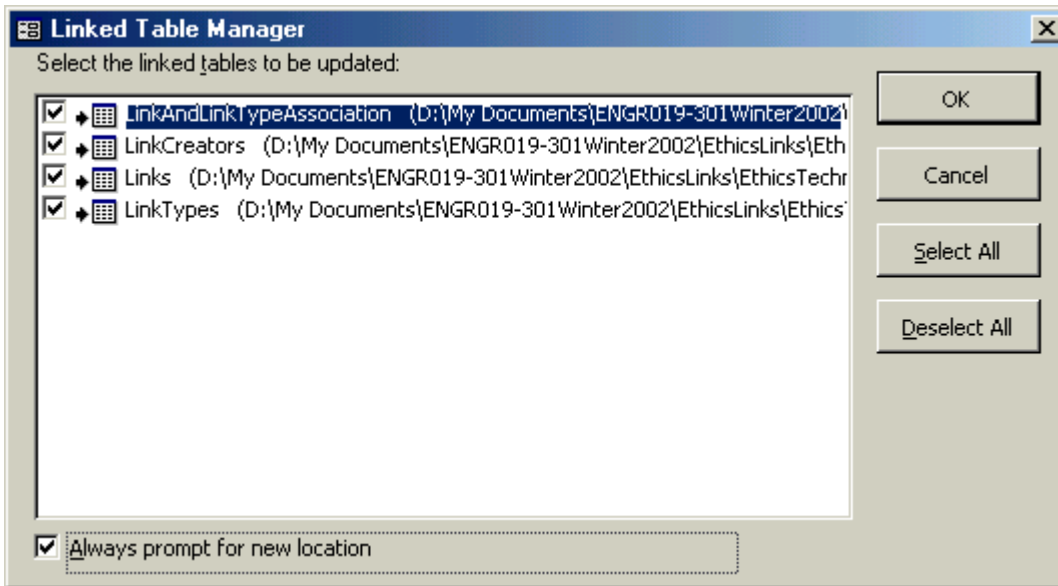 Linked Table Manager
Select the linked tables to be updated:
LinkAndLinkTypeAssociation (D:\My Documents\ENGR019-301Winter2002\
LinkCreators (D:\My Documents\ENGR019-301Winter2002\EthicsLinks\Eth
Links (D:\My Documents\ENGR019-301Winter2002\EthicsLinks\EthicsTechr
LinkTypes (D:\My Documents\ENGR019-301Winter2002\EthicsLinks\Ethics
OK
Cancel
Select All
Deselect All
Always prompt for new location